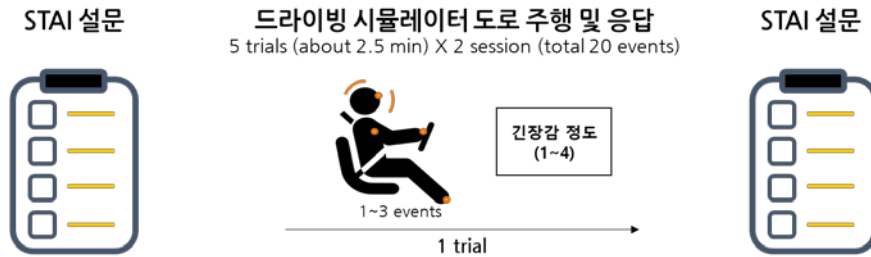 STAI 설문
드라이빙 시뮬레이터 도로 주행 및 응답
5 trials (about 2.5 min) X 2 session (total 20 events)
STAI 설문
긴장감 정도
(1~4)
1~3 events
1 trial